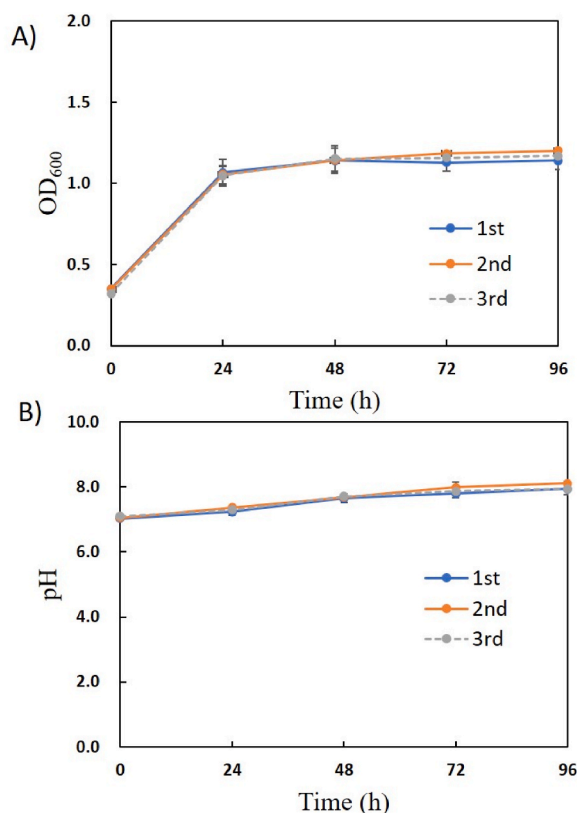 A)
2.0
1.5
1.0
0.5
0.0
OD600
1st
2nd
3rd
0 24 48 72 96
Time (h)
B)
10.0
8.0
6.0
4.0
2.0
0.0
pH
1st
2nd
3rd
0 24 48 72 96
Time (h)